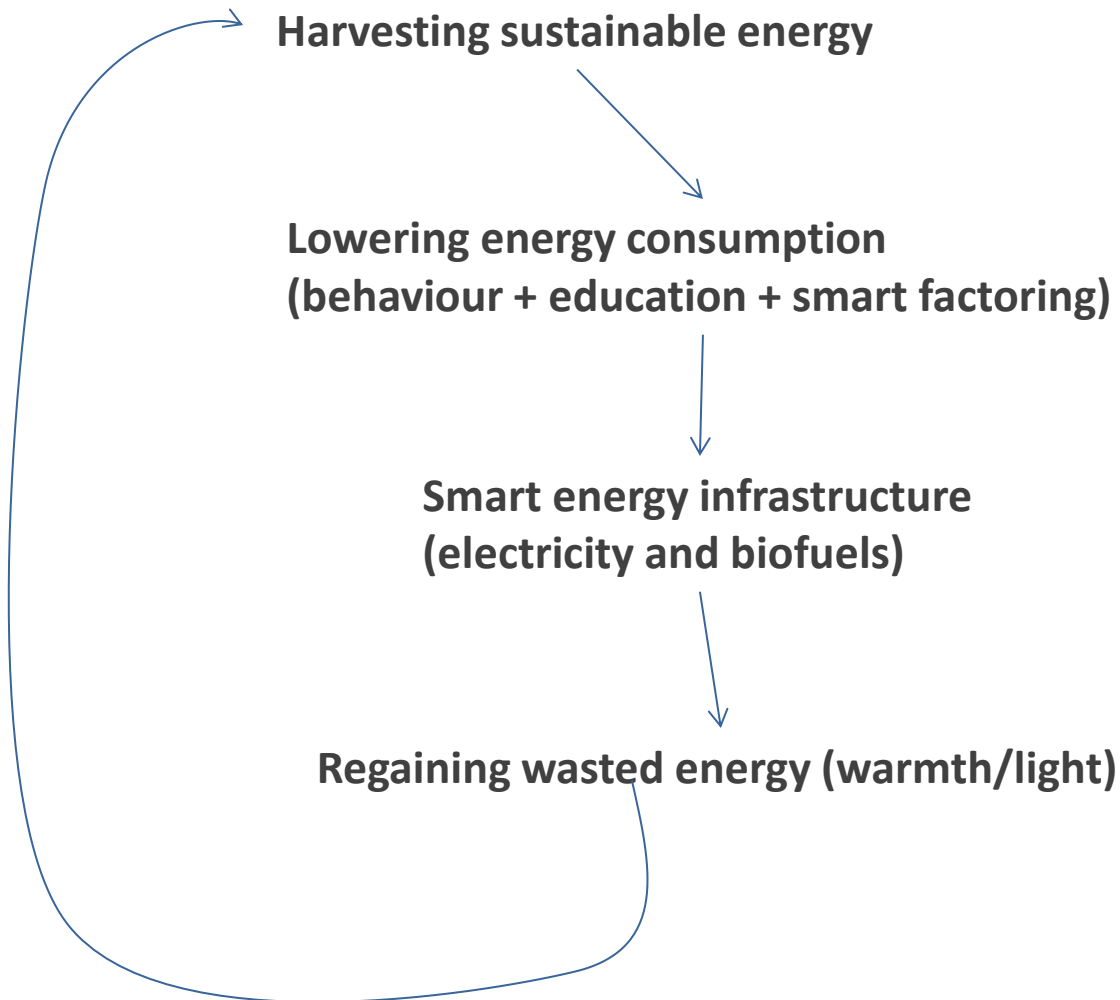 Harvesting sustainable energy
Lowering energy consumption
(behaviour + education + smart factoring)
Smart energy infrastructure
(electricity and biofuels)
Regaining wasted energy (warmth/light)